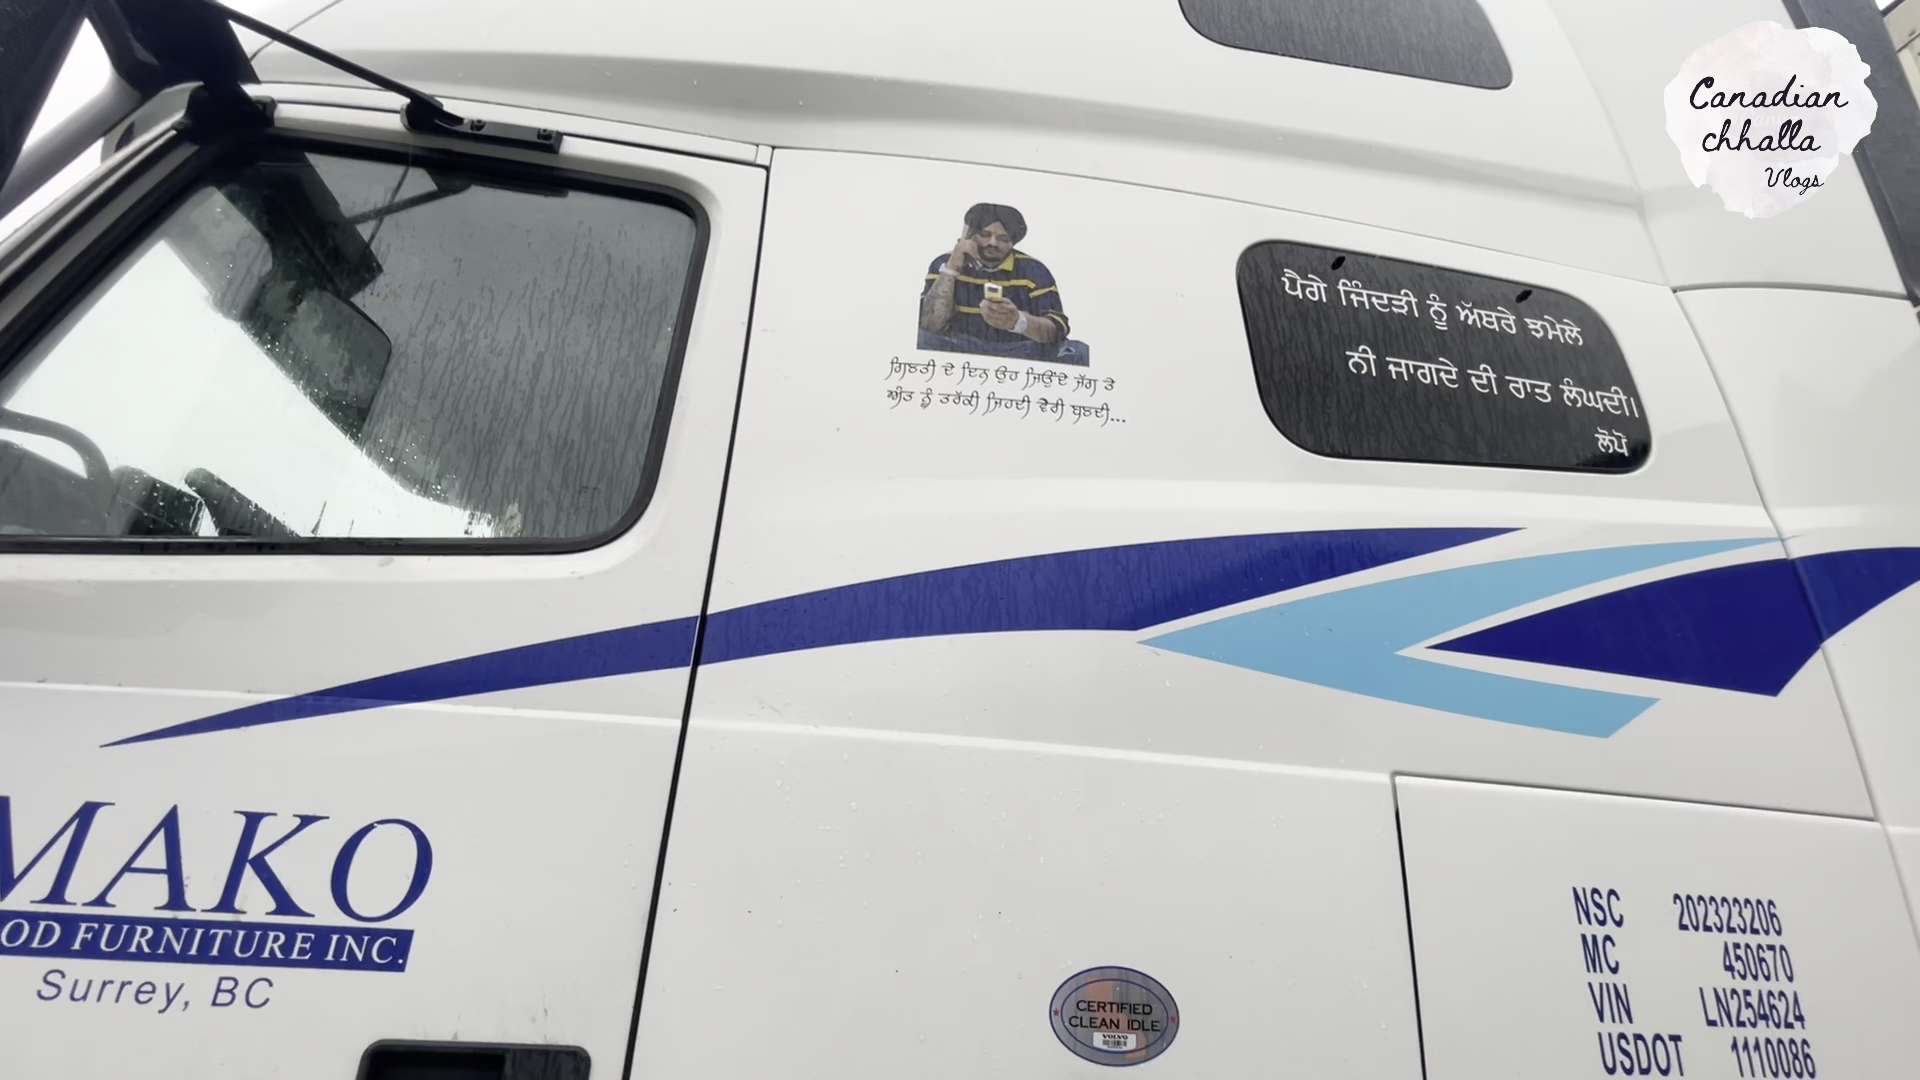 Canadian
chhalla
Vlogs
ਪੈਗੇ ਜਿੰਦੜੀ ਨੂੰ ਅੱਥਰੇ ਝਮੇਲੇ
ਨੀ ਜਾਗਦੇ ਦੀ ਰਾਤ ਲੰਘਦੀ।
ਲੋਪੋਂ
ਗਿਣਤੀ ਦੇ ਦਿਨ ਉਹ ਜਿਉਂਦੇ ਜੱਗ ਤੇ
ਅੰਤ ਨੂੰ ਤਰੱਕੀ ਜਿਹਦੀ ਵੈਰੀ ਬਣਦੀ...
MAKO
OD FURNITURE INC.
Surrey, BC
CERTIFIED
CLEAN IDLE
VOLVO
NSC 202323206
MC 450670
VIN LN254624
USDOT 1110086